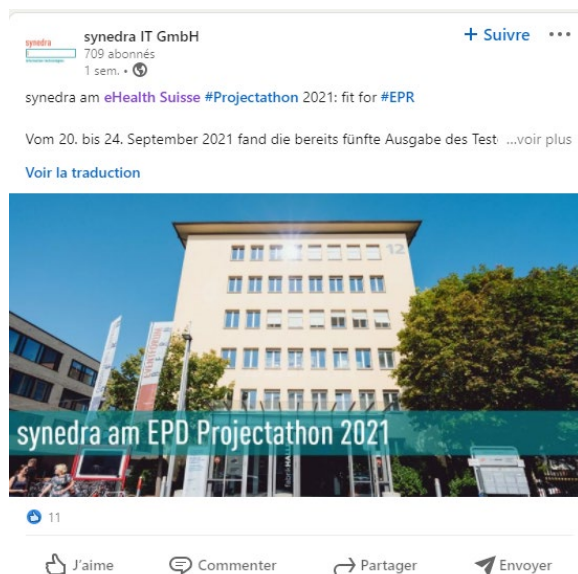 synedra
synedra IT GmbH
709 abonnés
1 sem. •
+ Suivre
synedra am eHealth Suisse #Projectathon 2021: fit for #EPR
Vom 20. bis 24. September 2021 fand die bereits fünfte Ausgabe des Test ...voir plus
Voir la traduction
12
synedra am EPD Projectathon 2021
11
J'aime
Commenter
Partager
Envoyer